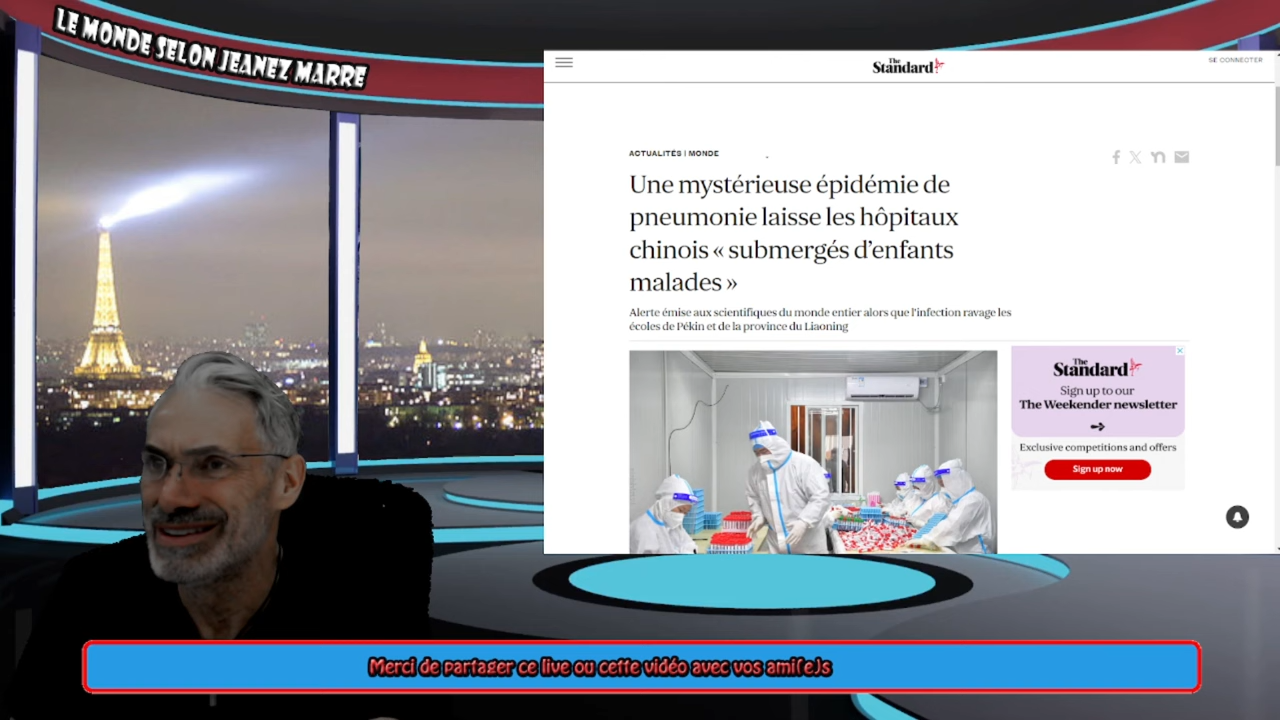 LE MONDE SELON JEANEZ MARRE
The Standard
SE CONNECTER
ACTUALITÉS | MONDE
Une mystérieuse épidémie de
pneumonie laisse les hôpitaux
chinois « submergés d'enfants
malades »
Alerte émise aux scientifiques du monde entier alors que l'infection ravage les
écoles de Pékin et de la province du Liaoning
The Standard
Sign up to our
The Weekender newsletter
Exclusive competitions and offers
Sign up now
Merci de partager ce live ou cette vidéo avec vos ami(e)s